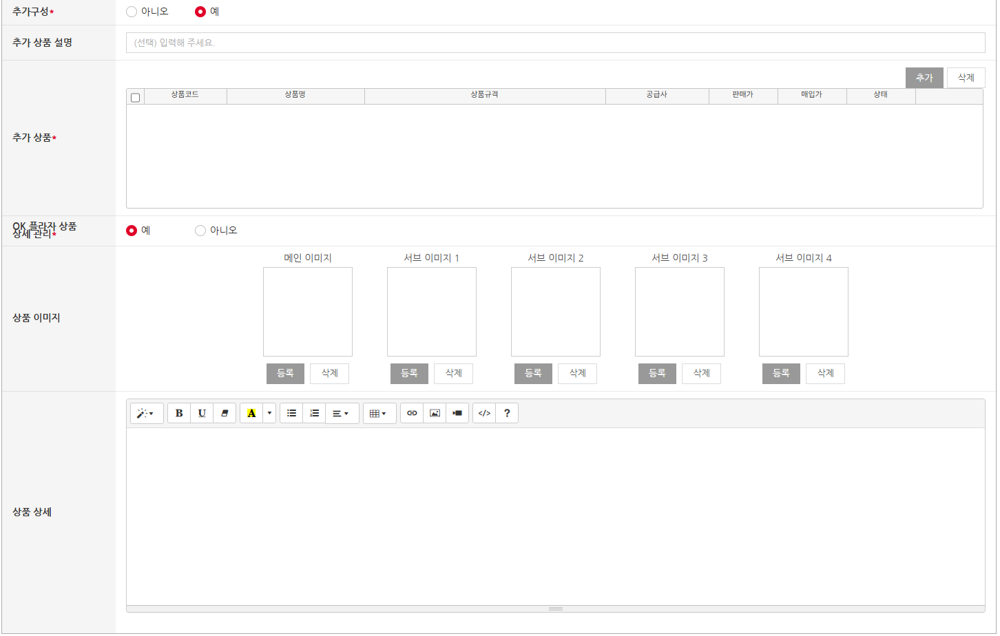 추가구성*
아니오 예
추가 상품 설명
(선택) 입력해 주세요.
추가 삭제
상품코드 상품명 상품규격 공급사 판매가 매입가 상태
추가 상품*
OK 플라자 상품
상세 관리*
예 아니오
메인 이미지 서브 이미지 1 서브 이미지 2 서브 이미지 3 서브 이미지 4
상품 이미지
등록 삭제 등록 삭제 등록 삭제 등록 삭제 등록 삭제
B U A </> ?
상품 상세